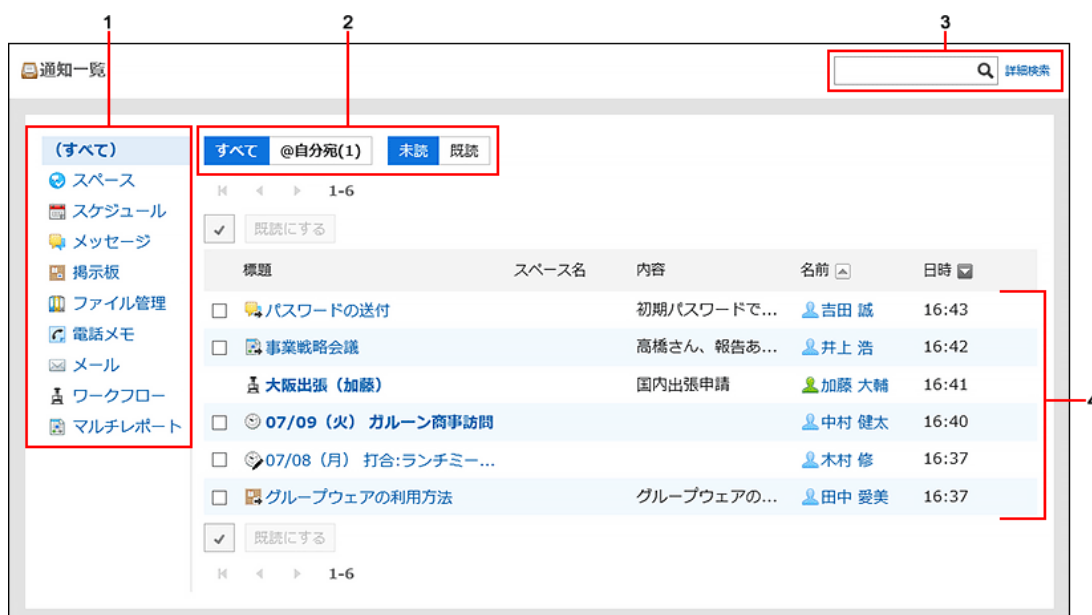 1 2 3
通知一覧 詳細検索
(すべて)
スペース
スケジュール
メッセージ
掲示板
ファイル管理
電話メモ
メール
ワークフロー
マルチレポート
すべて @自分宛(1) 未読 既読
1-6
既読にする
標題 スペース名 内容 名前 日時
パスワードの送付 初期パスワードで... 吉田 誠 16:43
事業戦略会議 高橋さん、報告あ... 井上 浩 16:42
大阪出張（加藤） 国内出張申請 加藤 大輔 16:41
07/09（火） ガルーン商事訪問 中村 健太 16:40
07/08（月） 打合:ランチミー... 木村 修 16:37
グループウェアの利用方法 グループウェアの... 田中 愛美 16:37
4
既読にする
1-6